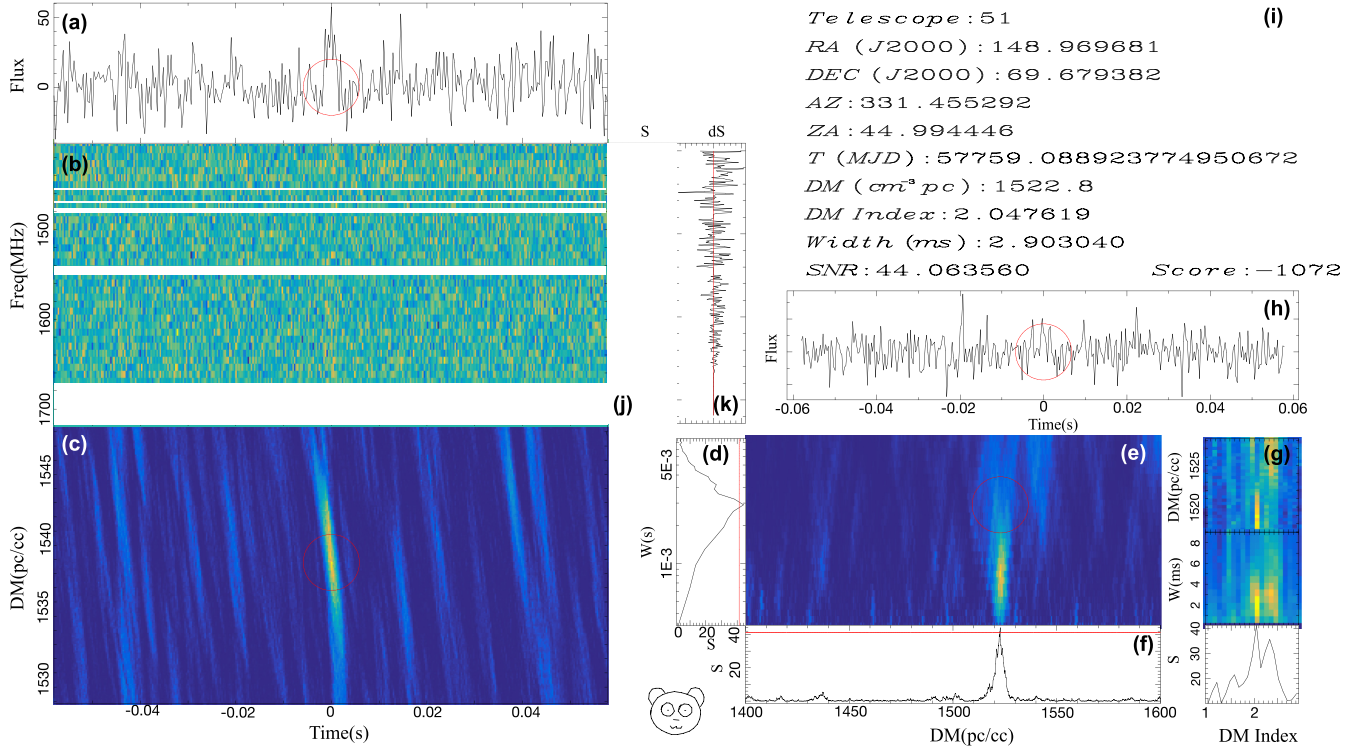 (a)
50
0
Flux
(b)
1500
1600
1700
Freq(MHz)
S
dS
(j)
(k)
(c)
1545
1540
1535
1530
DM(pc/cc)
-0.04
-0.02
0
0.02
0.04
Time(s)
(i)
Telescope:51
RA (J2000):148.969681
DEC (J2000):69.679382
AZ:331.455292
ZA:44.994446
T (MJD):57759.088923774950672
DM (cm⁻³ pc):1522.8
DM Index:2.047619
Width (ms):2.903040
SNR:44.063560 Score:-1072
(h)
Flux
-0.06
-0.04
-0.02
0
0.02
0.04
0.06
Time(s)
(d)
5E-3
1E-3
W(s)
0
20
40
S
(e)
(f)
40
20
S
1400
1450
1500
1550
1600
DM(pc/cc)
(g)
1525
1520
DM(pc/cc)
8
6
4
2
W(ms)
40
30
20
S
1
2
DM Index